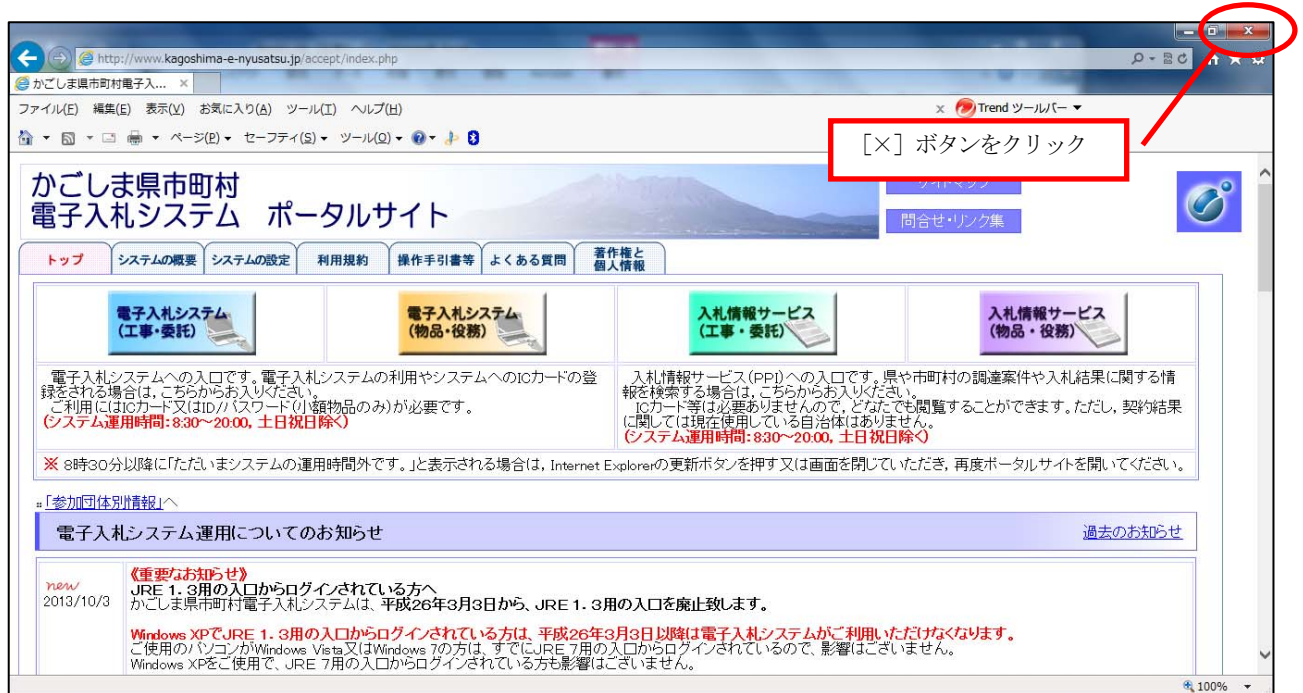 http://www.kagoshima-e-nyusatsu.jp/accept/index.php
かごしま県市町村電子入... ×
ファイル(F) 編集(E) 表示(V) お気に入り(A) ツール(T) ヘルプ(H)
x Trend ツールバー ▼
ページ(P) ▼ セーフティ(S) ▼ ツール(O) ▼
［×］ボタンをクリック
かごしま県市町村
電子入札システム ポータルサイト
サイトマップ
問合せ・リンク集
トップ システムの概要 システムの設定 利用規約 操作手引書等 よくある質問 著作権と
個人情報
電子入札システム
(工事・委託)
電子入札システム
(物品・役務)
入札情報サービス
(工事・委託)
入札情報サービス
(物品・役務)
電子入札システムへの入口です。電子入札システムの利用やシステムへのICカードの登
録をされる場合は，こちらからお入りください。
ご利用にはICカード又はID/パスワード(小額物品のみ)が必要です。
(システム運用時間：8:30～20:00，土日祝日除く)
入札情報サービス(PPI)への入口です。県や市町村の調達案件や入札結果に関する情
報を検索する場合は，こちらからお入りください。
ICカード等は必要ありませんので，どなたでも閲覧することができます。ただし，契約結果
に関しては現在使用している自治体はありません。
(システム運用時間：8:30～20:00，土日祝日除く)
※ 8時30分以降に「ただいまシステムの運用時間外です。」と表示される場合は，Internet Explorerの更新ボタンを押す又は画面を閉じていただき，再度ポータルサイトを開いてください。
「参加団体別情報」へ
電子入札システム運用についてのお知らせ
過去のお知らせ
new
2013/10/3
《重要なお知らせ》
JRE 1．3用の入口からログインされている方へ
かごしま県市町村電子入札システムは、平成26年3月3日から、JRE 1．3用の入口を廃止致します。
Windows XPでJRE 1．3用の入口からログインされている方は、平成26年3月3日以降は電子入札システムがご利用いただけなくなります。
ご使用のパソコンがWindows Vista又はWindows 7の方は、すでにJRE 7用の入口からログインされているので、影響はございません。
Windows XPをご使用で、JRE 7用の入口からログインされている方も影響はございません。
100% ▼